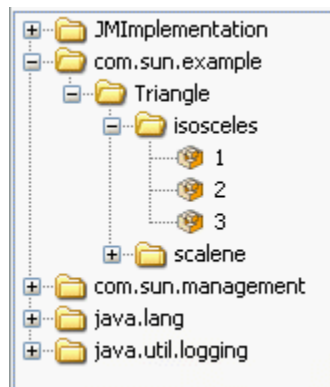 JMImplementation
com.sun.example
Triangle
isosceles
1
2
3
scalene
com.sun.management
java.lang
java.util.logging